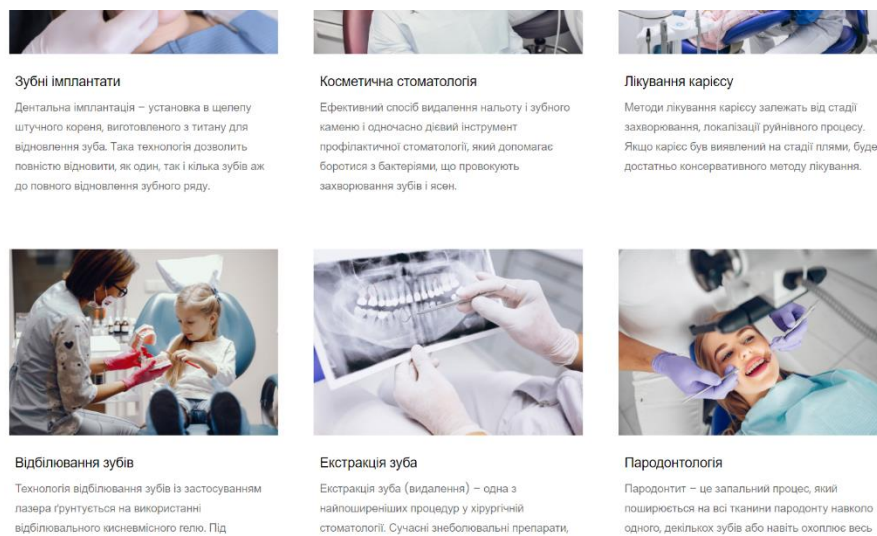 Зубні імплантати
Дентальна імплантація – установка в щелепу
штучного кореня, виготовленого з титану для
відновлення зуба. Така технологія дозволить
повністю відновити, як один, так і кілька зубів аж
до повного відновлення зубного ряду.
Косметична стоматологія
Ефективний спосіб видалення нальоту і зубного
каменю і одночасно дієвий інструмент
профілактичної стоматології, який допомагає
боротися з бактеріями, що провокують
захворювання зубів і ясен.
Лікування карієсу
Методи лікування карієсу залежать від стадії
захворювання, локалізації руйнівного процесу.
Якщо карієс був виявлений на стадії плями, буде
достатньо консервативного методу лікування.
Відбілювання зубів
Технологія відбілювання зубів із застосуванням
лазера ґрунтується на використанні
відбілювального кисневмісного гелю. Під
Екстракція зуба
Екстракція зуба (видалення) – одна з
найпоширеніших процедур у хірургічній
стоматології. Сучасні знеболювальні препарати,
Пародонтологія
Пародонтит – це запальний процес, який
поширюється на всі тканини пародонту навколо
одного, декількох зубів або навіть охоплює весь